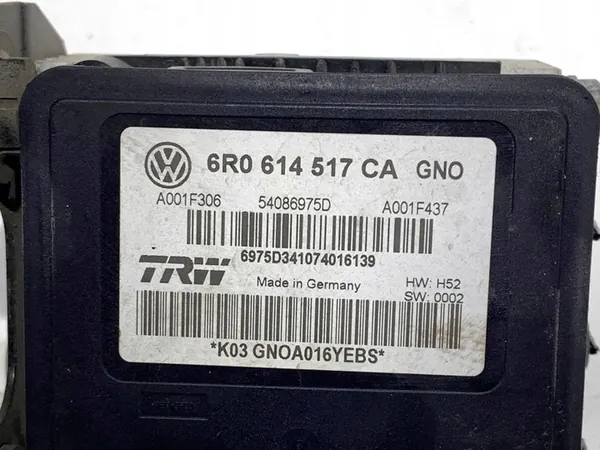 6R0 614 517 CA GNO
A001F306 54086975D A001F437
6975D341074016139
TRW Made in Germany HW: H52
SW: 0002
*K03 GNOA016YEBS*